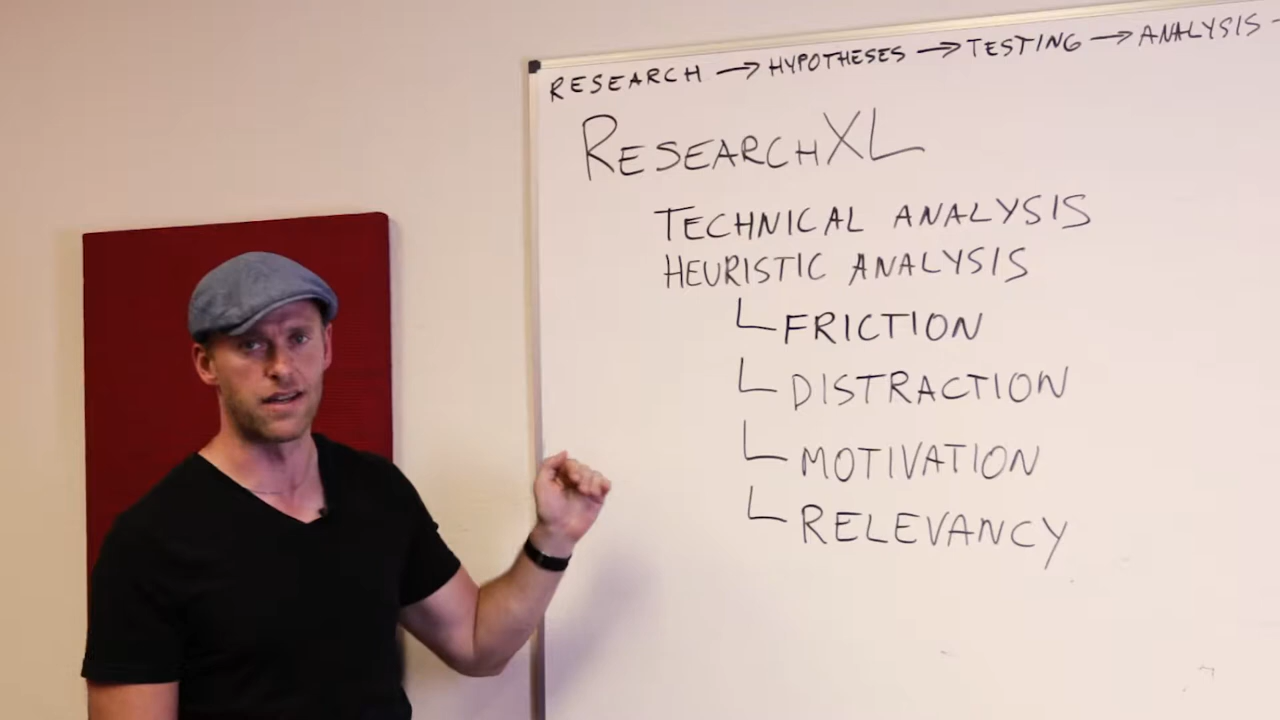 RESEARCH → HYPOTHESES → TESTING → ANALYSIS -
RESEARCHXL
TECHNICAL ANALYSIS
HEURISTIC ANALYSIS
FRICTION
DISTRACTION
MOTIVATION
RELEVANCY